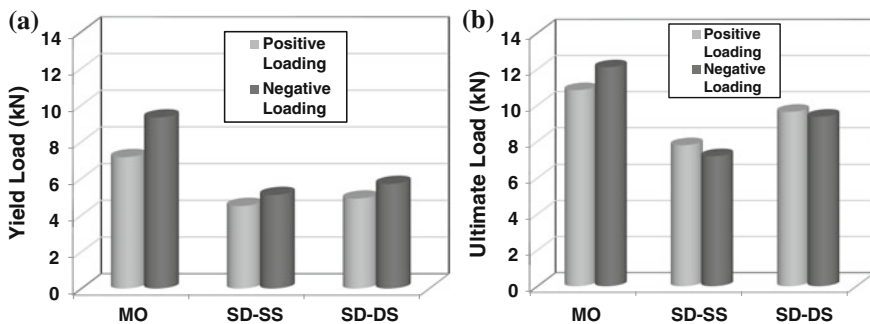 (a)
Yield Load (kN)
14
12
10
8
6
4
2
0
Positive
Loading
Negative
Loading
MO
SD-SS
SD-DS
(b)
Ultimate Load (kN)
14
12
10
8
6
4
2
0
Positive
Loading
Negative
Loading
MO
SD-SS
SD-DS